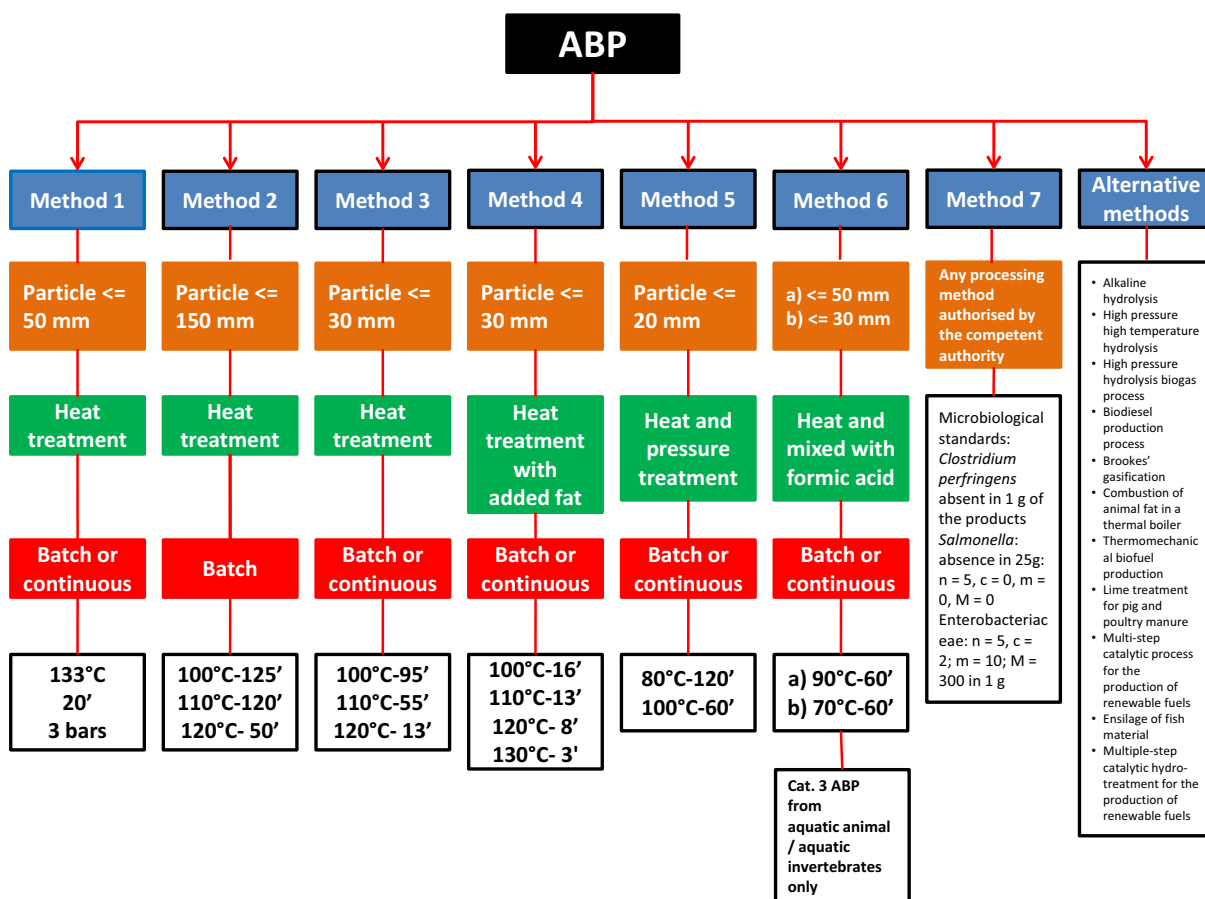 ABP
Method 1
Method 2
Method 3
Method 4
Method 5
Method 6
Method 7
Alternative
methods
Particle <=
50 mm
Particle <=
150 mm
Particle <=
30 mm
Particle <=
30 mm
Particle <=
20 mm
a) <= 50 mm
b) <= 30 mm
Any processing
method
authorised by
the competent
authority
Heat
treatment
Heat
treatment
Heat
treatment
Heat
treatment
with
added fat
Heat and
pressure
treatment
Heat and
mixed with
formic acid
Microbiological
standards:
Clostridium
perfringens
absent in 1 g of
the products
Salmonella:
absence in 25g:
n = 5, c = 0, m =
0, M = 0
Enterobacteriac
eae: n = 5, c =
2; m = 10; M =
300 in 1 g
• Alkaline
hydrolysis
• High pressure
high temperature
hydrolysis
• High pressure
hydrolysis biogas
process
• Biodiesel
production
process
• Brookes’
gasification
• Combustion of
animal fat in a
thermal boiler
• Thermomechanic
al biofuel
production
• Lime treatment
for pig and
poultry manure
• Multi-step
catalytic process
for the
production of
renewable fuels
• Ensilage of fish
material
• Multiple-step
catalytic hydro-
treatment for the
production of
renewable fuels
Batch or
continuous
Batch
Batch or
continuous
Batch or
continuous
Batch or
continuous
Batch or
continuous
133°C
20’
3 bars
100°C-125’
110°C-120’
120°C- 50’
100°C-95’
110°C-55’
120°C- 13’
100°C-16’
110°C-13’
120°C- 8’
130°C- 3'
80°C-120’
100°C-60’
a) 90°C-60’
b) 70°C-60’
Cat. 3 ABP
from
aquatic animal
/ aquatic
invertebrates
only